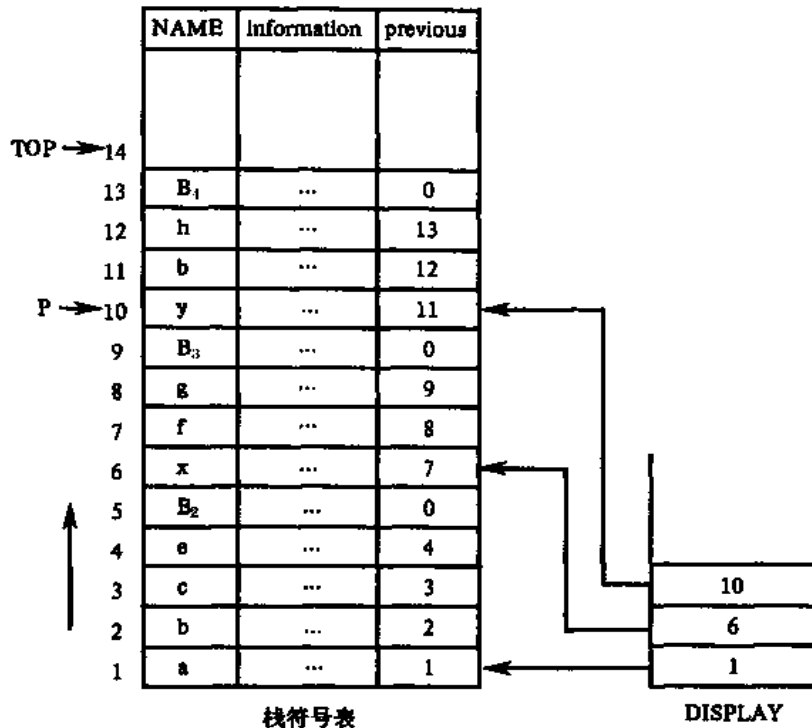 NAME information previous
TOP 14
13 B₄ ... 0
12 h ... 13
11 b ... 12
P 10 y ... 11
9 B₃ ... 0
8 g ... 9
7 f ... 8
6 x ... 7
5 B₂ ... 0
4 e ... 4
3 c ... 3 10
2 b ... 2 6
1 a ... 1 1
栈符号表 DISPLAY